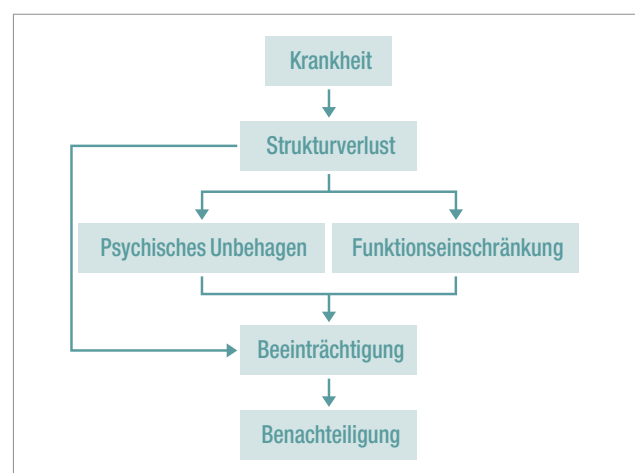 Krankheit
Strukturverlust
Psychisches Unbehagen
Funktionseinschränkung
Beeinträchtigung
Benachteiligung